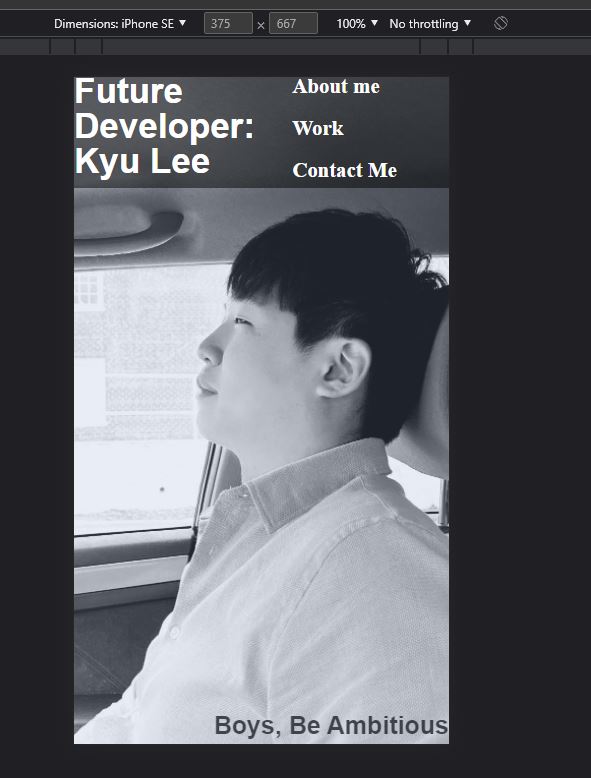 Dimensions: iPhone SE ▼ 375 × 667 100% ▼ No throttling ▼
Future
Developer:
Kyu Lee
About me
Work
Contact Me
Boys, Be Ambitious